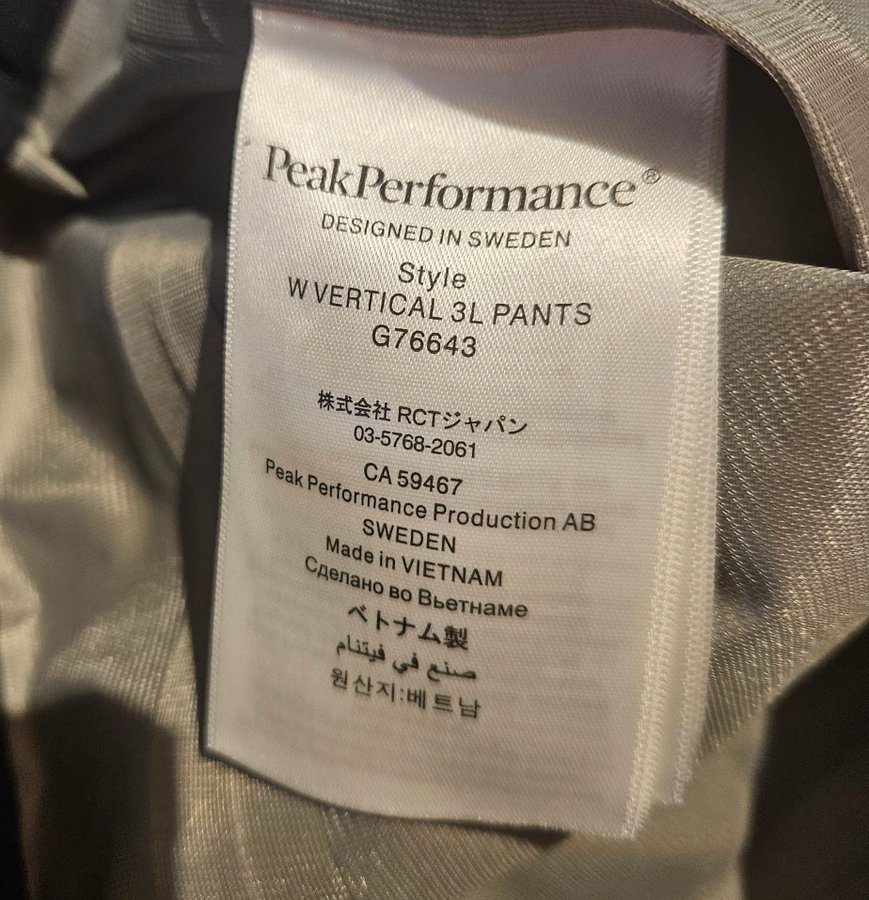 PeakPerformance®
DESIGNED IN SWEDEN
Style
W VERTICAL 3L PANTS
G76643
株式会社 RCTジャパン
03-5768-2061
CA 59467
Peak Performance Production AB
SWEDEN
Made in VIETNAM
Сделано во Вьетнаме
ベトナム製
صنع في فيتنام
원산지:베트남